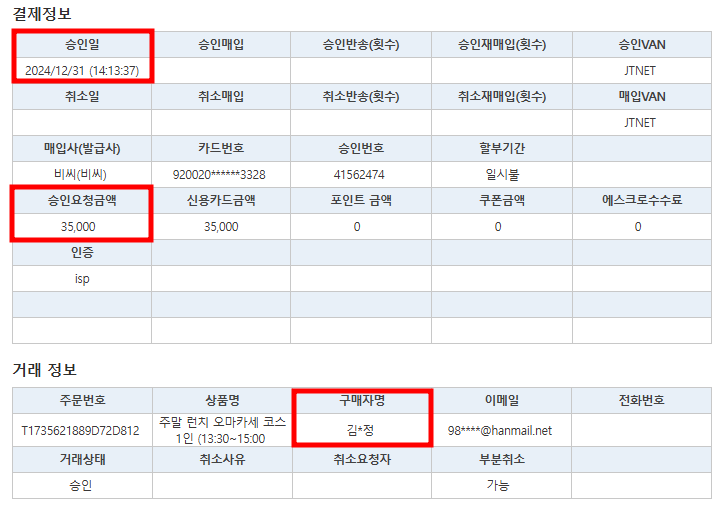 결제정보
승인일 승인매입 승인반송(횟수) 승인재매입(횟수) 승인VAN
2024/12/31 (14:13:37) JTNET
취소일 취소매입 취소반송(횟수) 취소재매입(횟수) 매입VAN
JTNET
매입사(발급사) 카드번호 승인번호 할부기간
비씨(비씨) 920020******3328 41562474 일시불
승인요청금액 신용카드금액 포인트 금액 쿠폰금액 에스크로수수료
35,000 35,000 0 0 0
인증
isp
거래 정보
주문번호 상품명 구매자명 이메일 전화번호
T1735621889D72D812 주말 런치 오마카세 코스 김*정 98****@hanmail.net
1인 (13:30~15:00
거래상태 취소사유 취소요청자 부분취소
승인 가능